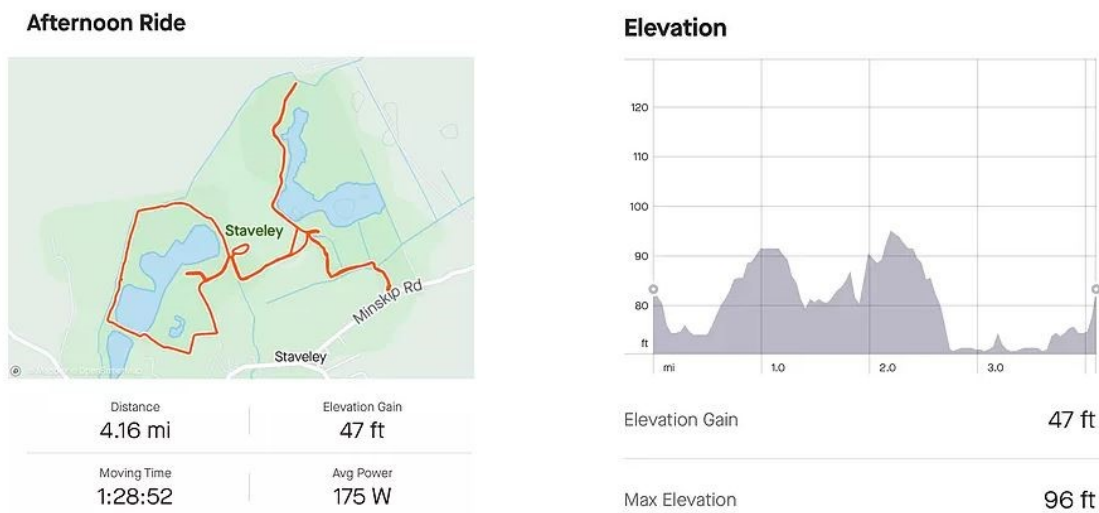 Afternoon Ride
Staveley
Minskip Rd
Staveley
Distance
4.16 mi
Elevation Gain
47 ft
Moving Time
1:28:52
Avg Power
175 W
Elevation
120
110
100
90
80
ft
mi 1.0 2.0 3.0
Elevation Gain 47 ft
Max Elevation 96 ft